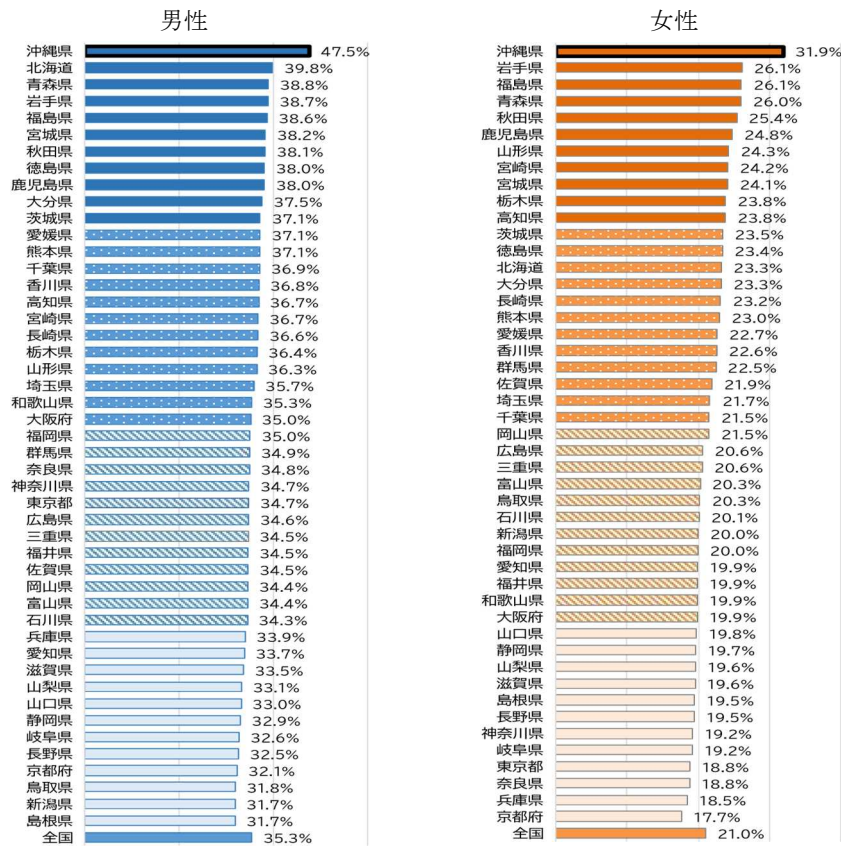 男性
沖縄県 47.5%
北海道 39.8%
青森県 38.8%
岩手県 38.7%
福島県 38.6%
宮城県 38.2%
秋田県 38.1%
徳島県 38.0%
鹿児島県 38.0%
大分県 37.5%
茨城県 37.1%
愛媛県 37.1%
熊本県 37.1%
千葉県 36.9%
香川県 36.8%
高知県 36.7%
宮崎県 36.7%
長崎県 36.6%
栃木県 36.4%
山形県 36.3%
埼玉県 35.7%
和歌山県 35.3%
大阪府 35.0%
福岡県 35.0%
群馬県 34.9%
奈良県 34.8%
神奈川県 34.7%
東京都 34.7%
広島県 34.6%
三重県 34.5%
福井県 34.5%
佐賀県 34.5%
岡山県 34.4%
富山県 34.4%
石川県 34.3%
兵庫県 33.9%
愛知県 33.7%
滋賀県 33.5%
山梨県 33.1%
山口県 33.0%
静岡県 32.9%
岐阜県 32.6%
長野県 32.5%
京都府 32.1%
鳥取県 31.8%
新潟県 31.7%
島根県 31.7%
全国 35.3%
女性
沖縄県 31.9%
岩手県 26.1%
福島県 26.1%
青森県 26.0%
秋田県 25.4%
鹿児島県 24.8%
山形県 24.3%
宮崎県 24.2%
宮城県 24.1%
栃木県 23.8%
高知県 23.8%
茨城県 23.5%
徳島県 23.4%
北海道 23.3%
大分県 23.3%
長崎県 23.2%
熊本県 23.0%
愛媛県 22.7%
香川県 22.6%
群馬県 22.5%
佐賀県 21.9%
埼玉県 21.7%
千葉県 21.5%
岡山県 21.5%
広島県 20.6%
三重県 20.6%
富山県 20.3%
鳥取県 20.3%
石川県 20.1%
新潟県 20.0%
福岡県 20.0%
愛知県 19.9%
福井県 19.9%
和歌山県 19.9%
大阪府 19.9%
山口県 19.8%
静岡県 19.7%
山梨県 19.6%
滋賀県 19.6%
島根県 19.5%
長野県 19.5%
神奈川県 19.2%
岐阜県 19.2%
東京都 18.8%
奈良県 18.8%
兵庫県 18.5%
京都府 17.7%
全国 21.0%